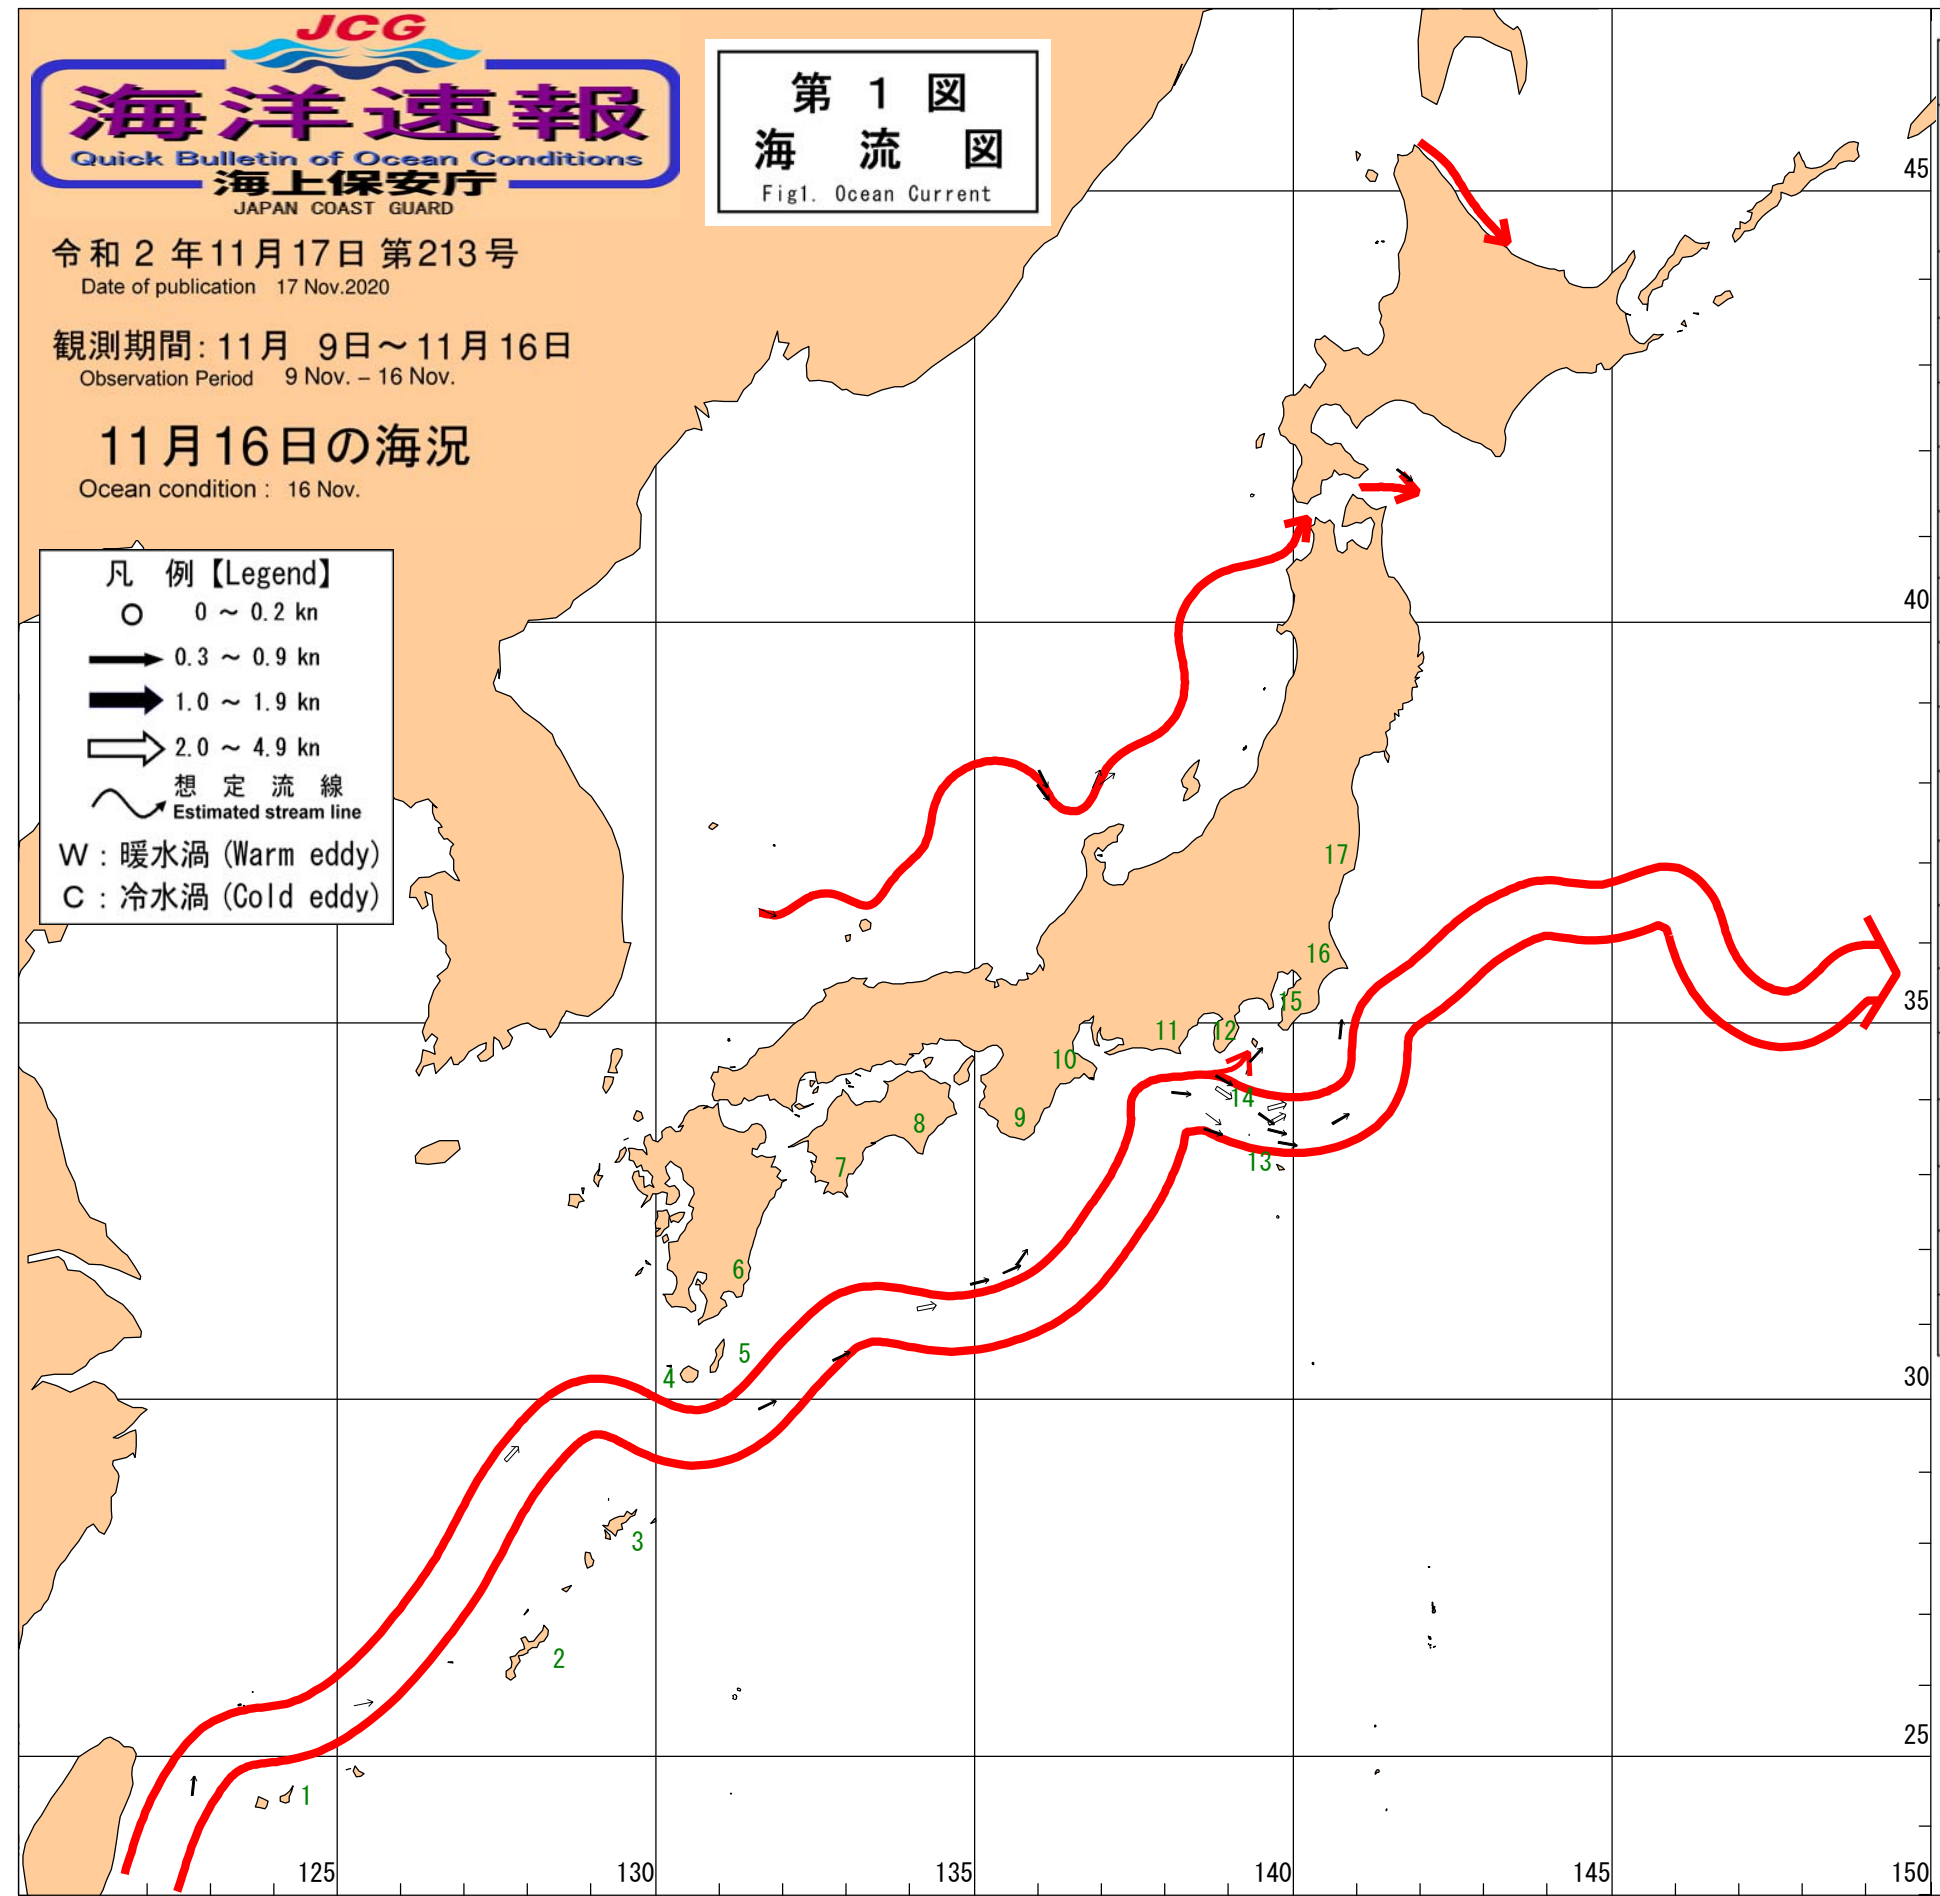 JCG
海洋速報
Quick Bulletin of Ocean Conditions
海上保安庁
JAPAN COAST GUARD
第 1 図
海 流 図
Fig1. Ocean Current
令和 2 年11月17日 第213号
Date of publication 17 Nov.2020
観測期間: 11月 9日～11月16日
Observation Period 9 Nov. – 16 Nov.
11月16日の海況
Ocean condition : 16 Nov.
凡 例【Legend】
0 ～ 0.2 kn
0.3 ～ 0.9 kn
1.0 ～ 1.9 kn
2.0 ～ 4.9 kn
想 定 流 線
Estimated stream line
W : 暖水渦 (Warm eddy)
C : 冷水渦 (Cold eddy)
45
40
35
30
25
17
16
15
12
11
10
14
9
8
13
7
6
5
4
3
2
1
125
130
135
140
145
150